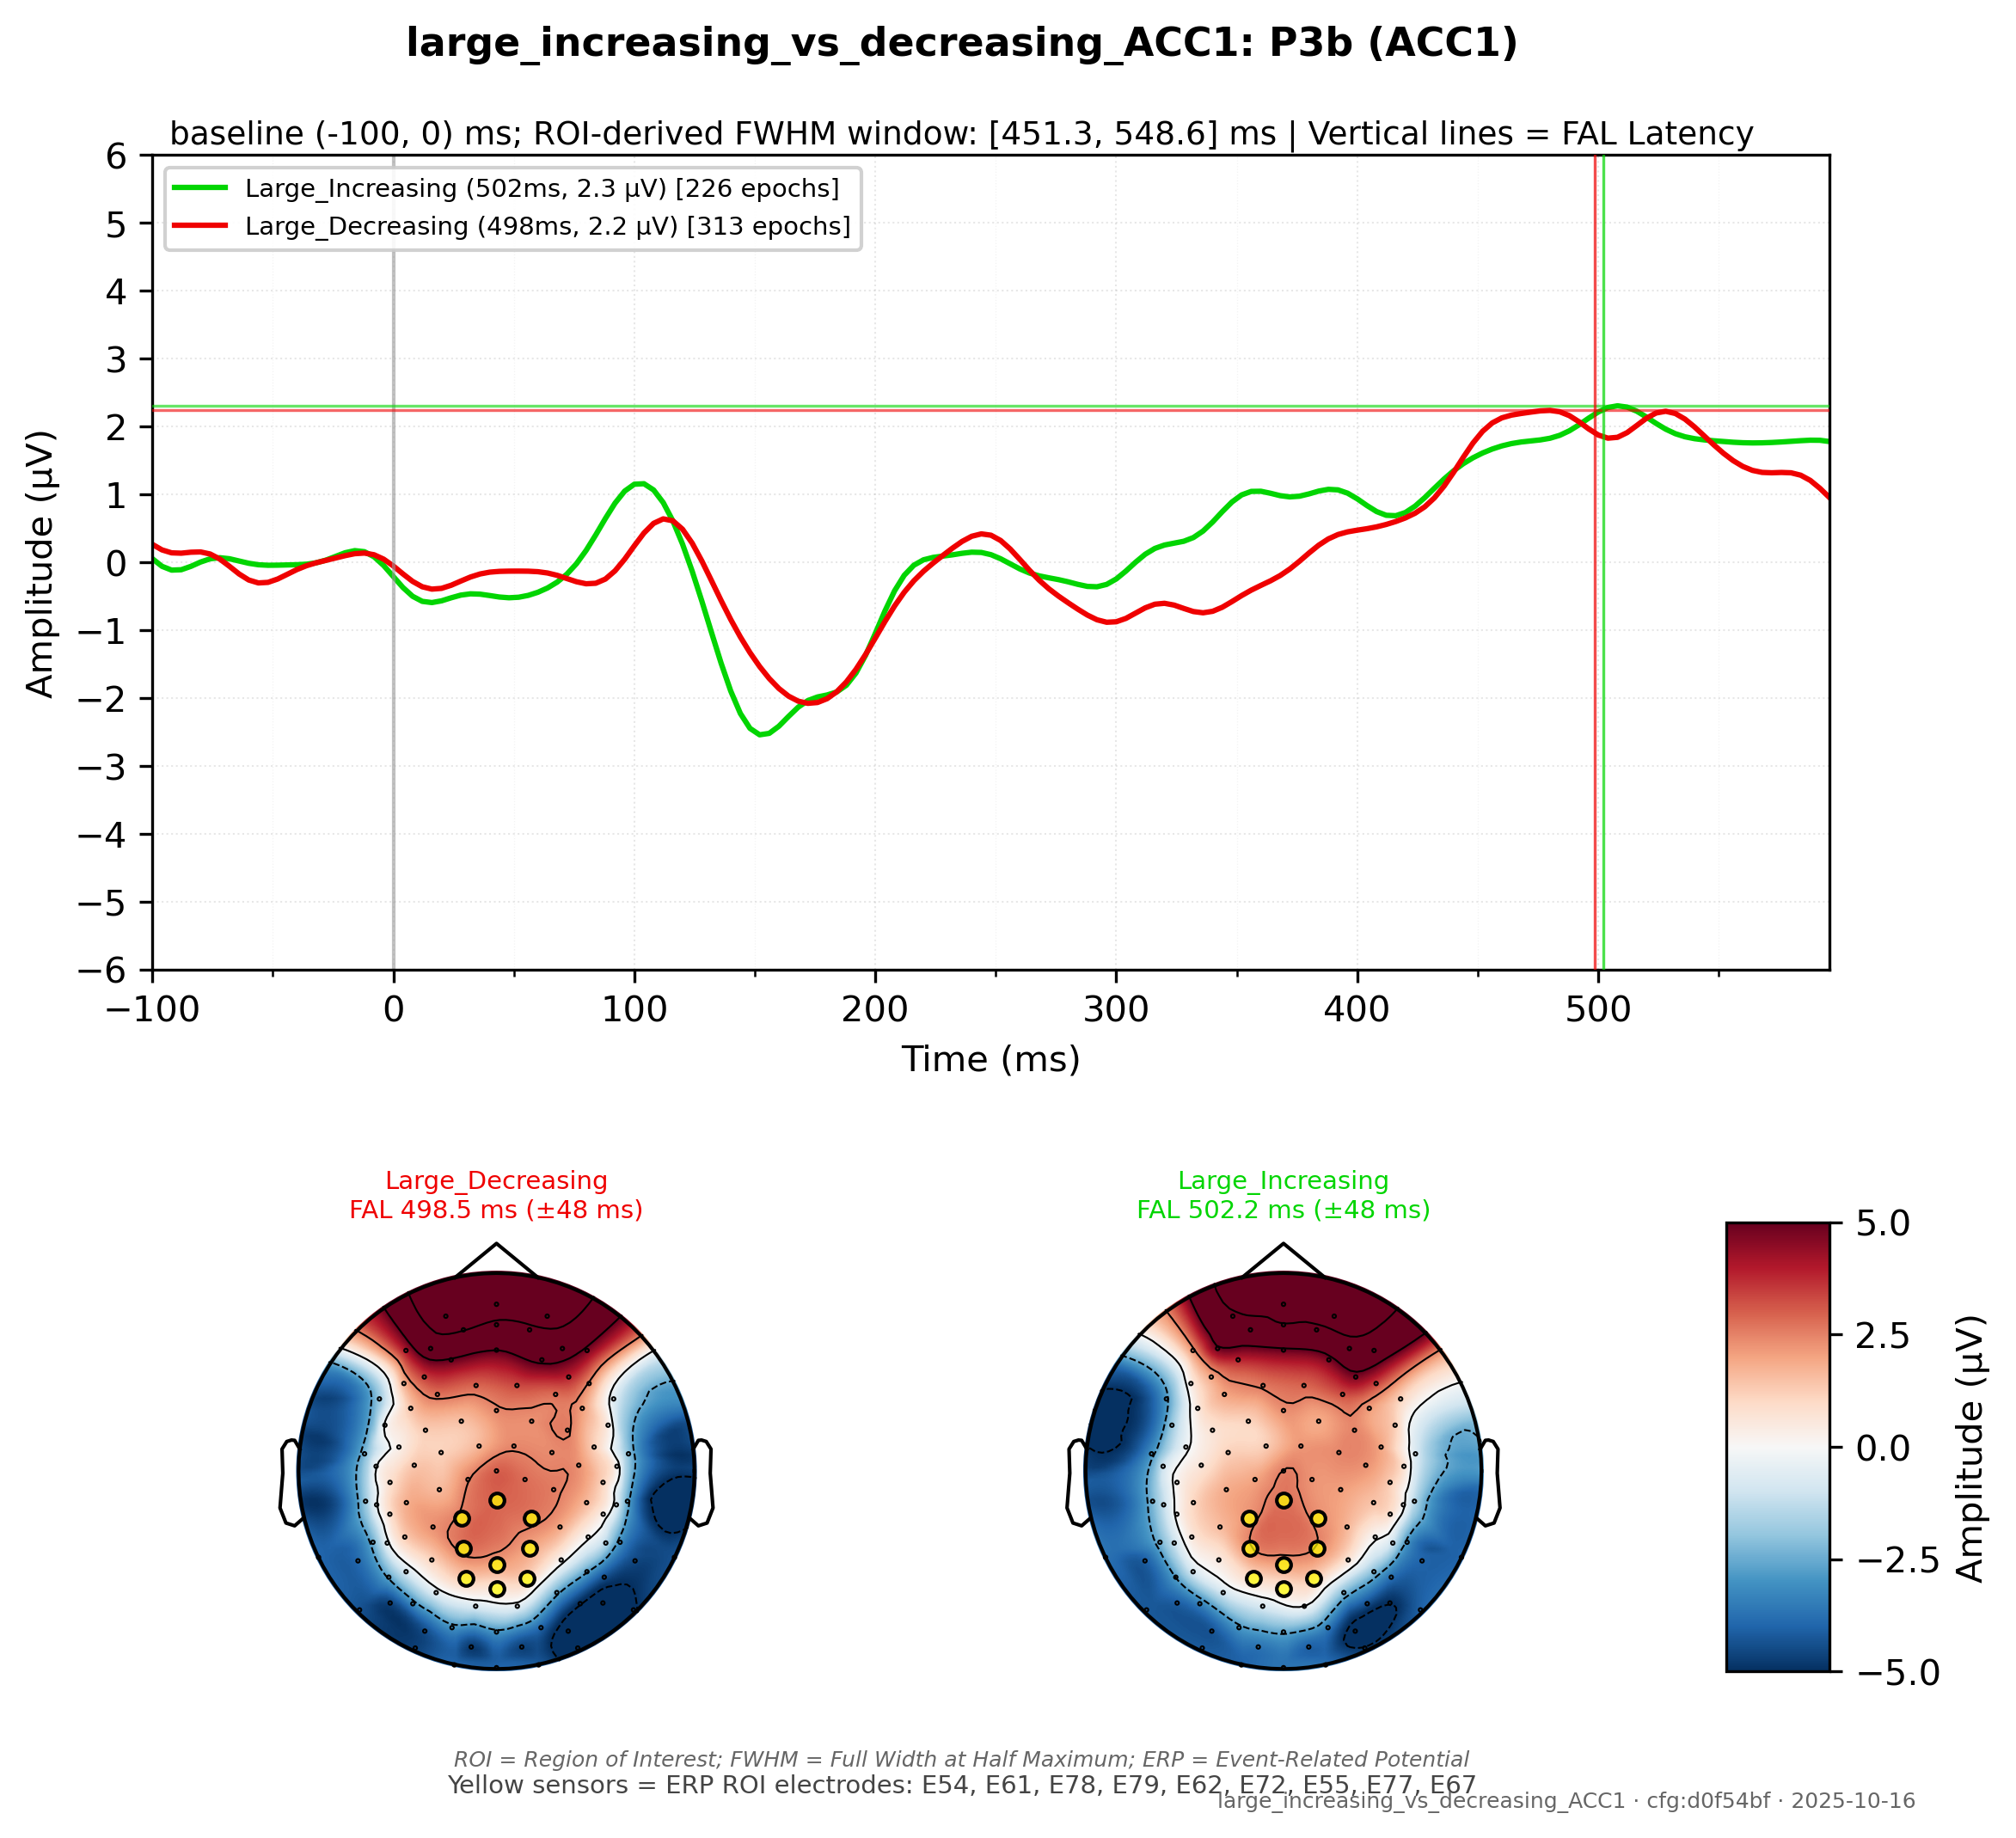 large_increasing_vs_decreasing_ACC1: P3b (ACC1)
baseline (-100, 0) ms; ROI-derived FWHM window: [451.3, 548.6] ms | Vertical lines = FAL Latency
Large_Increasing (502ms, 2.3 µV) [226 epochs]
Large_Decreasing (498ms, 2.2 µV) [313 epochs]
6
5
4
3
2
1
0
−1
−2
−3
−4
−5
−6
Amplitude (µV)
−100
0
100
200
300
400
500
Time (ms)
Large_Decreasing
FAL 498.5 ms (±48 ms)
Large_Increasing
FAL 502.2 ms (±48 ms)
5.0
2.5
0.0
−2.5
−5.0
Amplitude (µV)
ROI = Region of Interest; FWHM = Full Width at Half Maximum; ERP = Event-Related Potential
Yellow sensors = ERP ROI electrodes: E54, E61, E78, E79, E62, E72, E55, E77, E67
large_increasing_vs_decreasing_ACC1 · cfg:d0f54bf · 2025-10-16